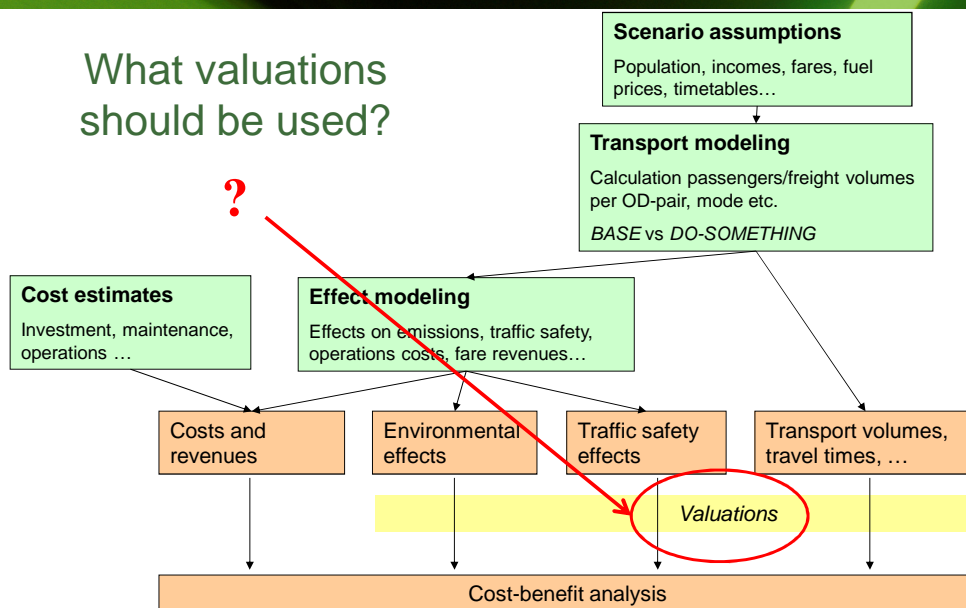 What valuations
should be used?
?
Scenario assumptions
Population, incomes, fares, fuel
prices, timetables…
Transport modeling
Calculation passengers/freight volumes
per OD-pair, mode etc.
BASE vs DO-SOMETHING
Cost estimates
Investment, maintenance,
operations …
Effect modeling
Effects on emissions, traffic safety,
operations costs, fare revenues…
Costs and
revenues
Environmental
effects
Traffic safety
effects
Transport volumes,
travel times, …
Valuations
Cost-benefit analysis